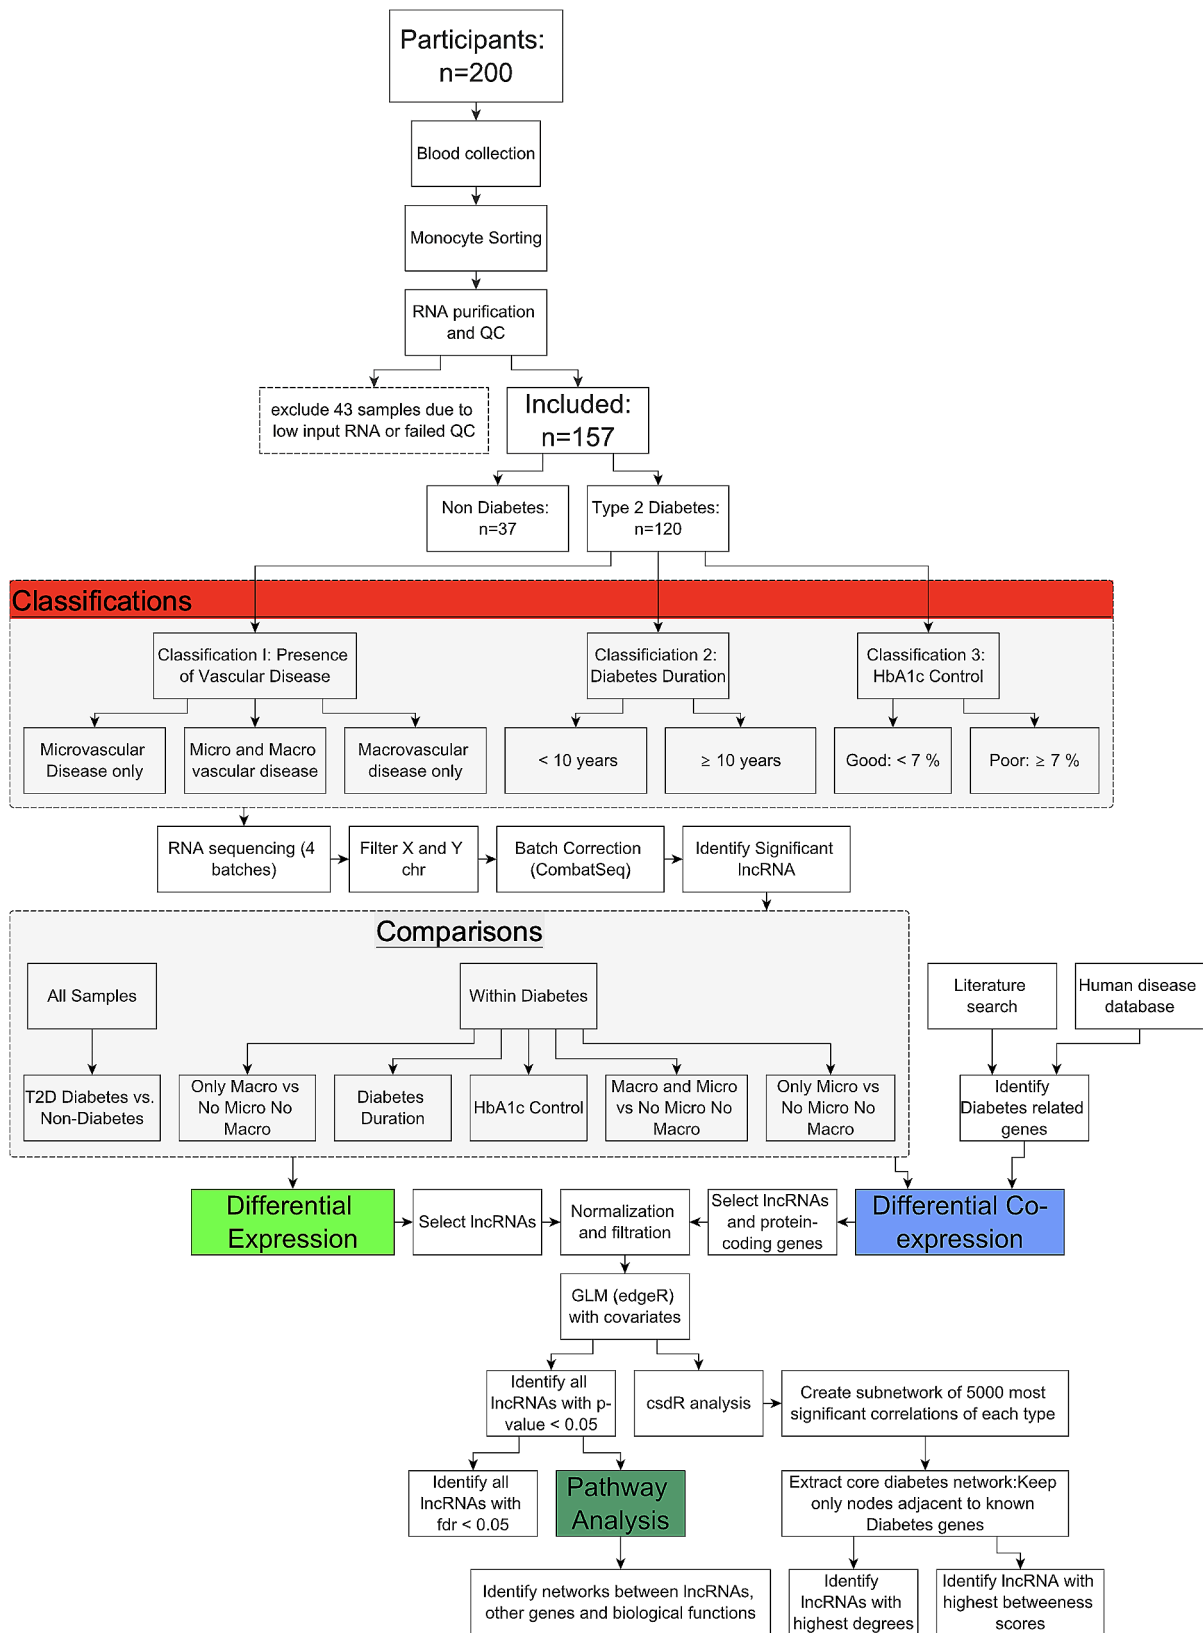 Participants:
n=200
Blood collection
Monocyte Sorting
RNA purification
and QC
exclude 43 samples due to
low input RNA or failed QC
Included:
n=157
Non Diabetes:
n=37
Type 2 Diabetes:
n=120
Classifications
Classification I: Presence
of Vascular Disease
Classificiation 2:
Diabetes Duration
Classification 3:
HbA1c Control
Microvascular
Disease only
Micro and Macro
vascular disease
Macrovascular
disease only
< 10 years
≥ 10 years
Good: < 7 %
Poor: ≥ 7 %
RNA sequencing (4
batches)
Filter X and Y
chr
Batch Correction
(CombatSeq)
Identify Significant
lncRNA
Comparisons
All Samples
Within Diabetes
Literature
search
Human disease
database
T2D Diabetes vs.
Non-Diabetes
Only Macro vs
No Micro No
Macro
Diabetes
Duration
HbA1c Control
Macro and Micro
vs No Micro No
Macro
Only Micro vs
No Micro No
Macro
Identify
Diabetes related
genes
Differential
Expression
Select lncRNAs
Normalization
and filtration
Select lncRNAs
and protein-
coding genes
Differential Co-
expression
GLM (edgeR)
with covariates
Identify all
lncRNAs with p-
value < 0.05
csdR analysis
Create subnetwork of 5000 most
significant correlations of each type
Identify all
lncRNAs with
fdr < 0.05
Pathway
Analysis
Extract core diabetes network:Keep
only nodes adjacent to known
Diabetes genes
Identify networks between lncRNAs,
other genes and biological functions
Identify
lncRNAs with
highest degrees
Identify lncRNA with
highest betweeness
scores